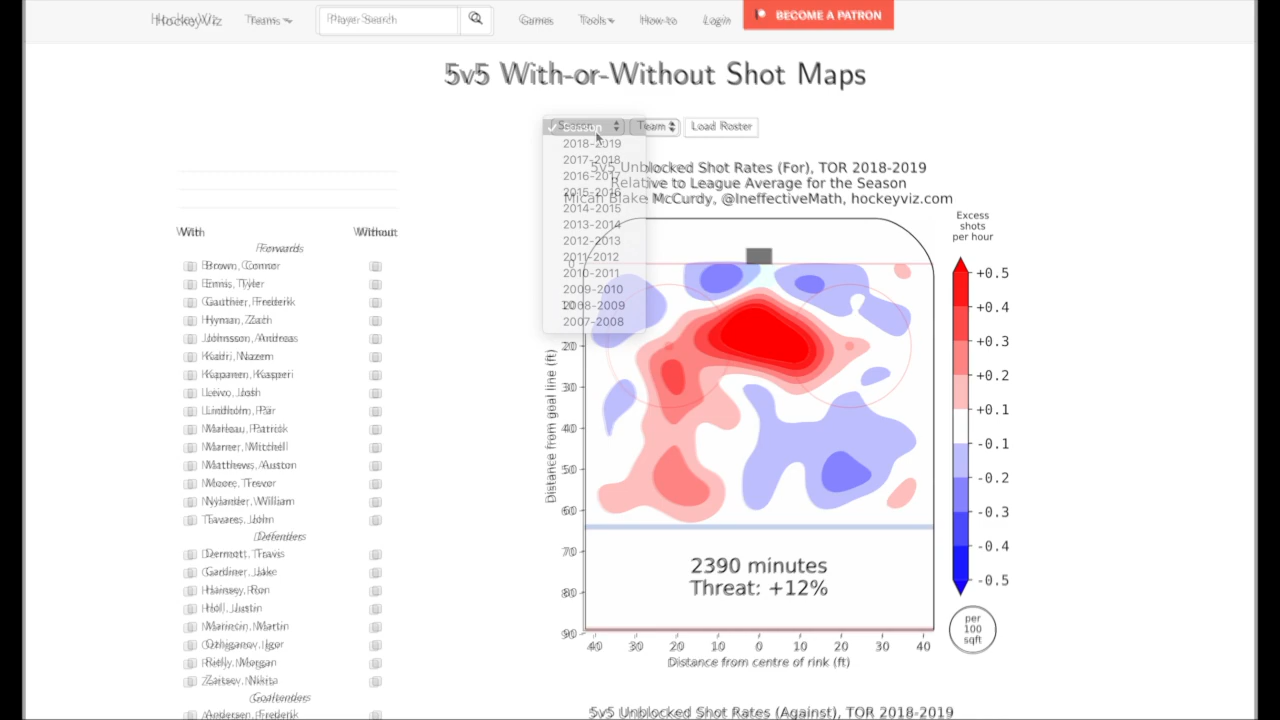 HockeyViz Teams Player Search Games Tools How-to Login BECOME A PATRON
5v5 With-or-Without Shot Maps
Season Team Load Roster
2018-2019
2017-2018
2016-2017
2015-2016
2014-2015
2013-2014
2012-2013
2011-2012
2010-2011
2009-2010
2008-2009
2007-2008
5v5 Unblocked Shot Rates (For), TOR 2018-2019
Relative to League Average for the Season
Micah Blake McCurdy, @IneffectiveMath, hockeyviz.com
With Without
Forwards
Brown, Connor
Ennis, Tyler
Gauthier, Frederik
Hyman, Zach
Johnsson, Andreas
Kadri, Nazem
Kapanen, Kasperi
Leivo, Josh
Lindholm, Pär
Marleau, Patrick
Marner, Mitchell
Matthews, Auston
Moore, Trevor
Nylander, William
Tavares, John
Defenders
Dermott, Travis
Gardiner, Jake
Hainsey, Ron
Holl, Justin
Marincin, Martin
Ozhiganov, Igor
Rielly, Morgan
Zaitsev, Nikita
Goaltenders
Andersen, Frederik
Excess
shots
per hour
+0.5
+0.4
+0.3
+0.2
+0.1
-0.1
-0.2
-0.3
-0.4
-0.5
per
100
sqft
Distance from goal line (ft)
0
10
20
30
40
50
60
70
80
90
2390 minutes
Threat: +12%
40 30 20 10 0 10 20 30 40
Distance from centre of rink (ft)
5v5 Unblocked Shot Rates (Against), TOR 2018-2019